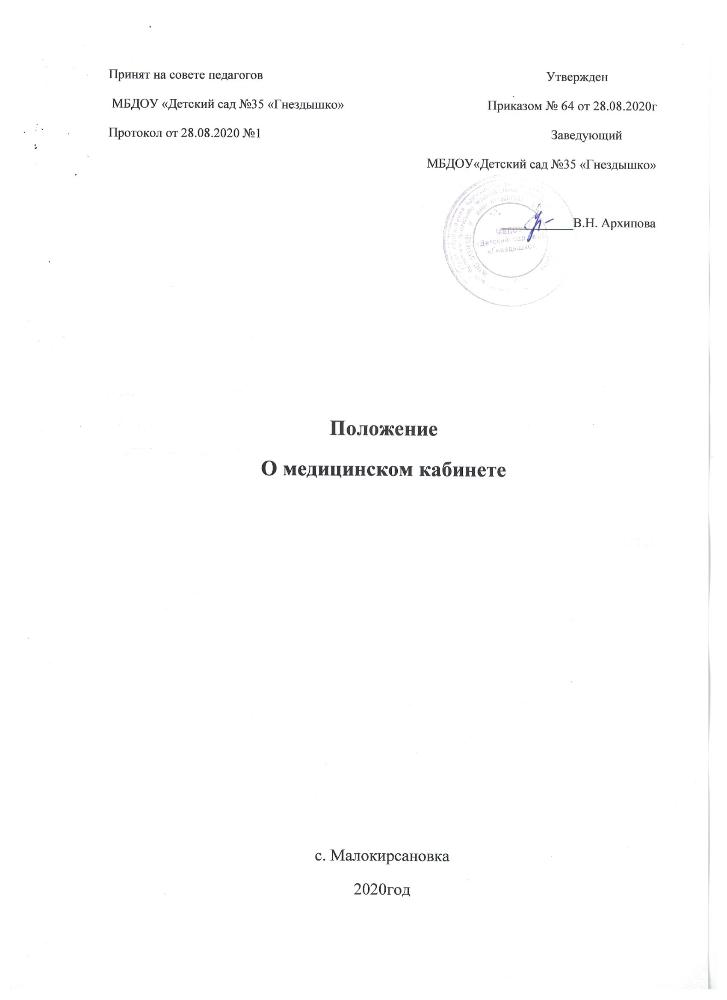 Принят на совете педагогов
МБДОУ «Детский сад №35 «Гнездышко»
Протокол от 28.08.2020 №1
Утвержден
Приказом № 64 от 28.08.2020г
Заведующий
МБДОУ«Детский сад №35 «Гнездышко»
В.Н. Архипова
МБДОУ
«Детский сад №35
«Гнездышко»
Положение
О медицинском кабинете
с. Малокирсановка
2020год